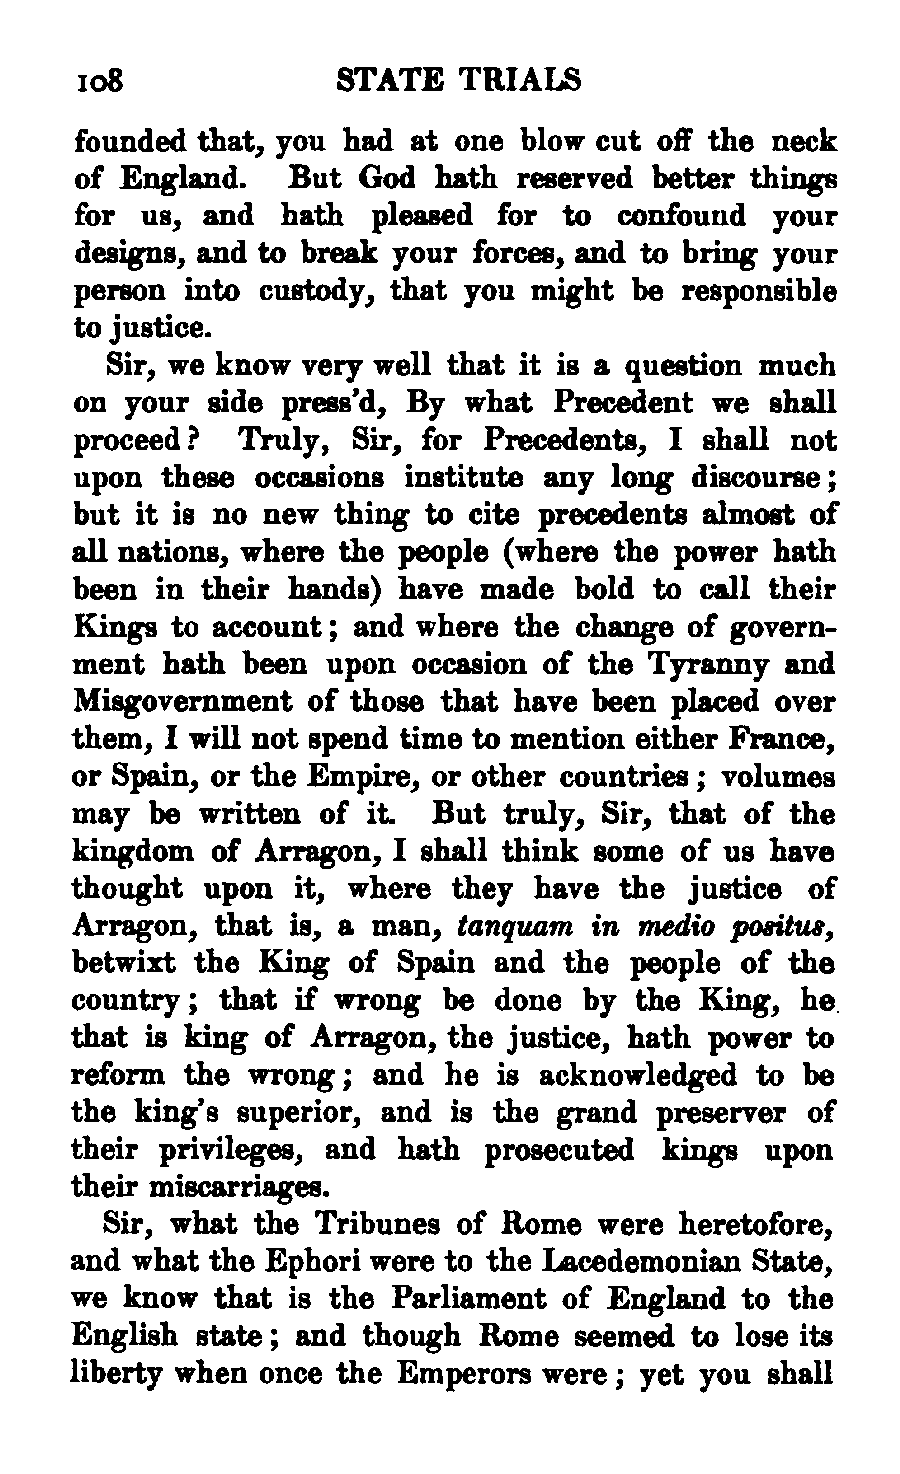 108 STATE TRIALS
founded that, you had at one blow cut off the neck
of England. But God hath reserved better things
for us, and hath pleased for to confound your
designs, and to break your forces, and to bring your
person into custody, that you might be responsible
to justice.
Sir, we know very well that it is a question much
on your side press'd, By what Precedent we shall
proceed? Truly, Sir, for Precedents, I shall not
upon these occasions institute any long discourse;
but it is no new thing to cite precedents almost of
all nations, where the people (where the power hath
been in their hands) have made bold to call their
Kings to account; and where the change of govern-
ment hath been upon occasion of the Tyranny and
Misgovernment of those that have been placed over
them, I will not spend time to mention either France,
or Spain, or the Empire, or other countries; volumes
may be written of it. But truly, Sir, that of the
kingdom of Arragon, I shall think some of us have
thought upon it, where they have the justice of
Arragon, that is, a man, tanquam in medio positus,
betwixt the King of Spain and the people of the
country; that if wrong be done by the King, he
that is king of Arragon, the justice, hath power to
reform the wrong; and he is acknowledged to be
the king's superior, and is the grand preserver of
their privileges, and hath prosecuted kings upon
their miscarriages.
Sir, what the Tribunes of Rome were heretofore,
and what the Ephori were to the Lacedemonian State,
we know that is the Parliament of England to the
English state; and though Rome seemed to lose its
liberty when once the Emperors were; yet you shall